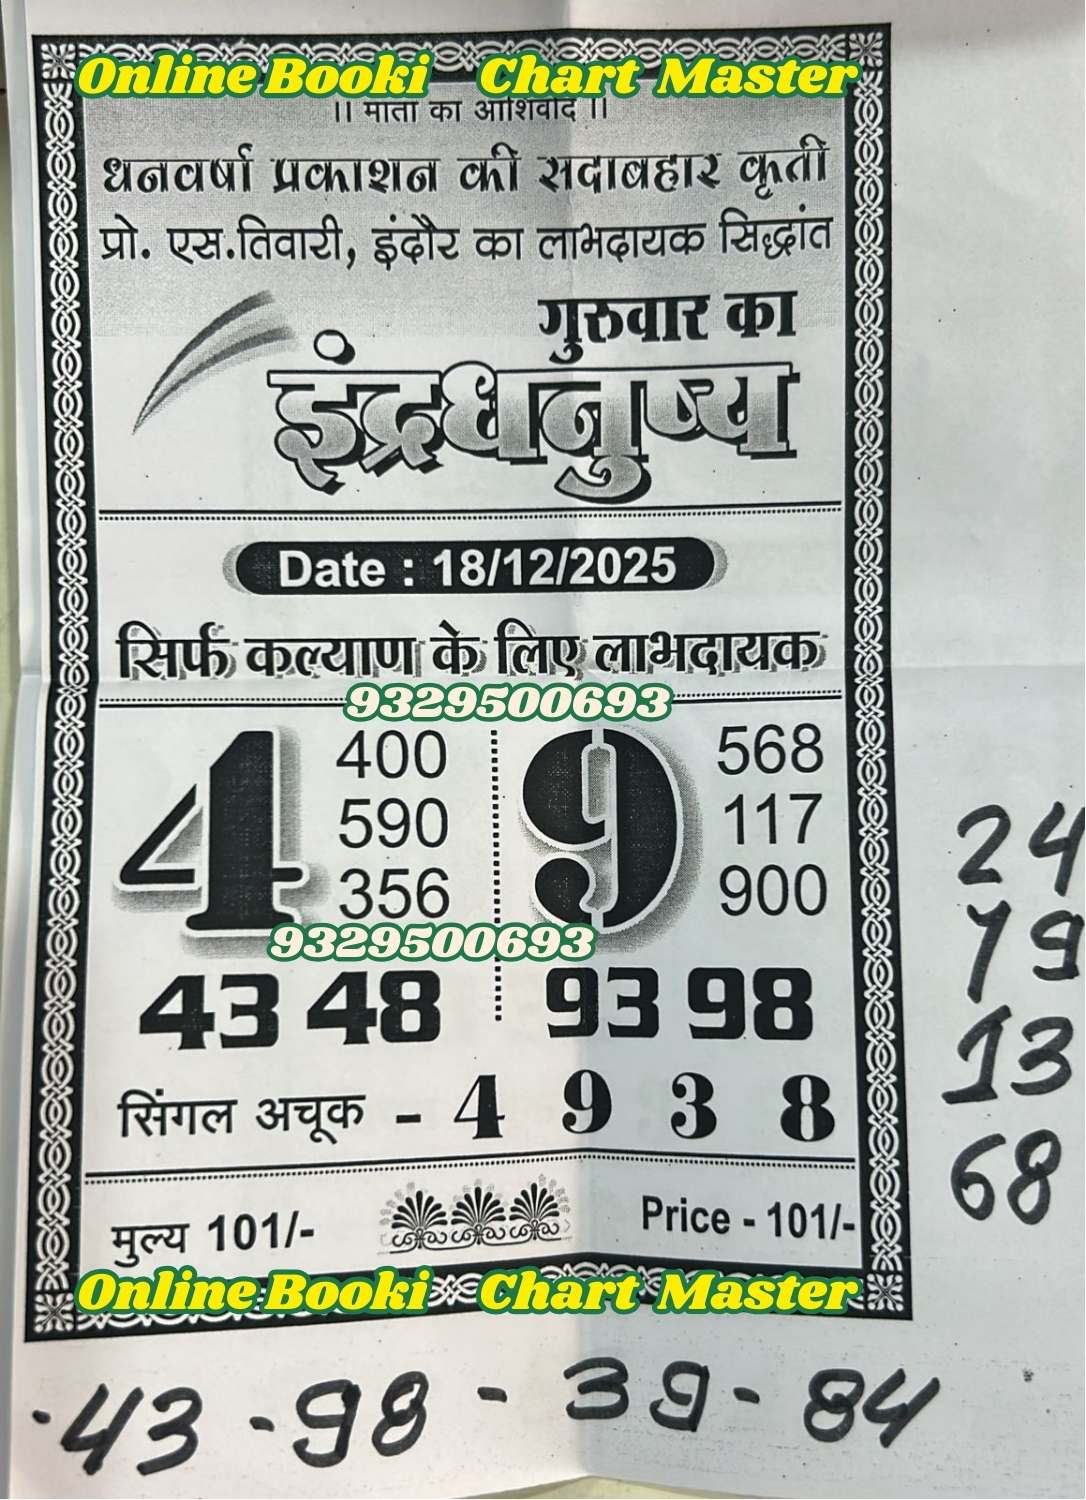 Online Booki Chart Master
।। माता का आशिर्वाद ।।
धनवर्षा प्रकाशन की सदाबहार कृती
प्रो. एस.तिवारी, इंदौर का लाभदायक सिद्धांत
गुरुवार का
इंद्रधनुष्य
Date : 18/12/2025
सिर्फ कल्याण के लिए लाभदायक
9329500693
4 400 9 568
590 117
356 900
9329500693
43 48 93 98
सिंगल अचूक - 4 9 3 8
मुल्य 101/- Price - 101/-
Online Booki Chart Master
24
19
13
68
·43 - 98 - 39 - 84